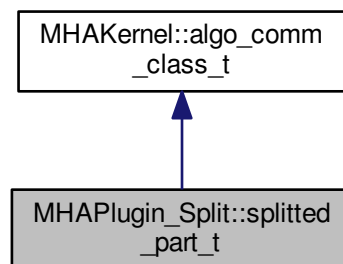 MHAKernel::algo_comm
_class_t
MHAPlugin_Split::splitted
_part_t